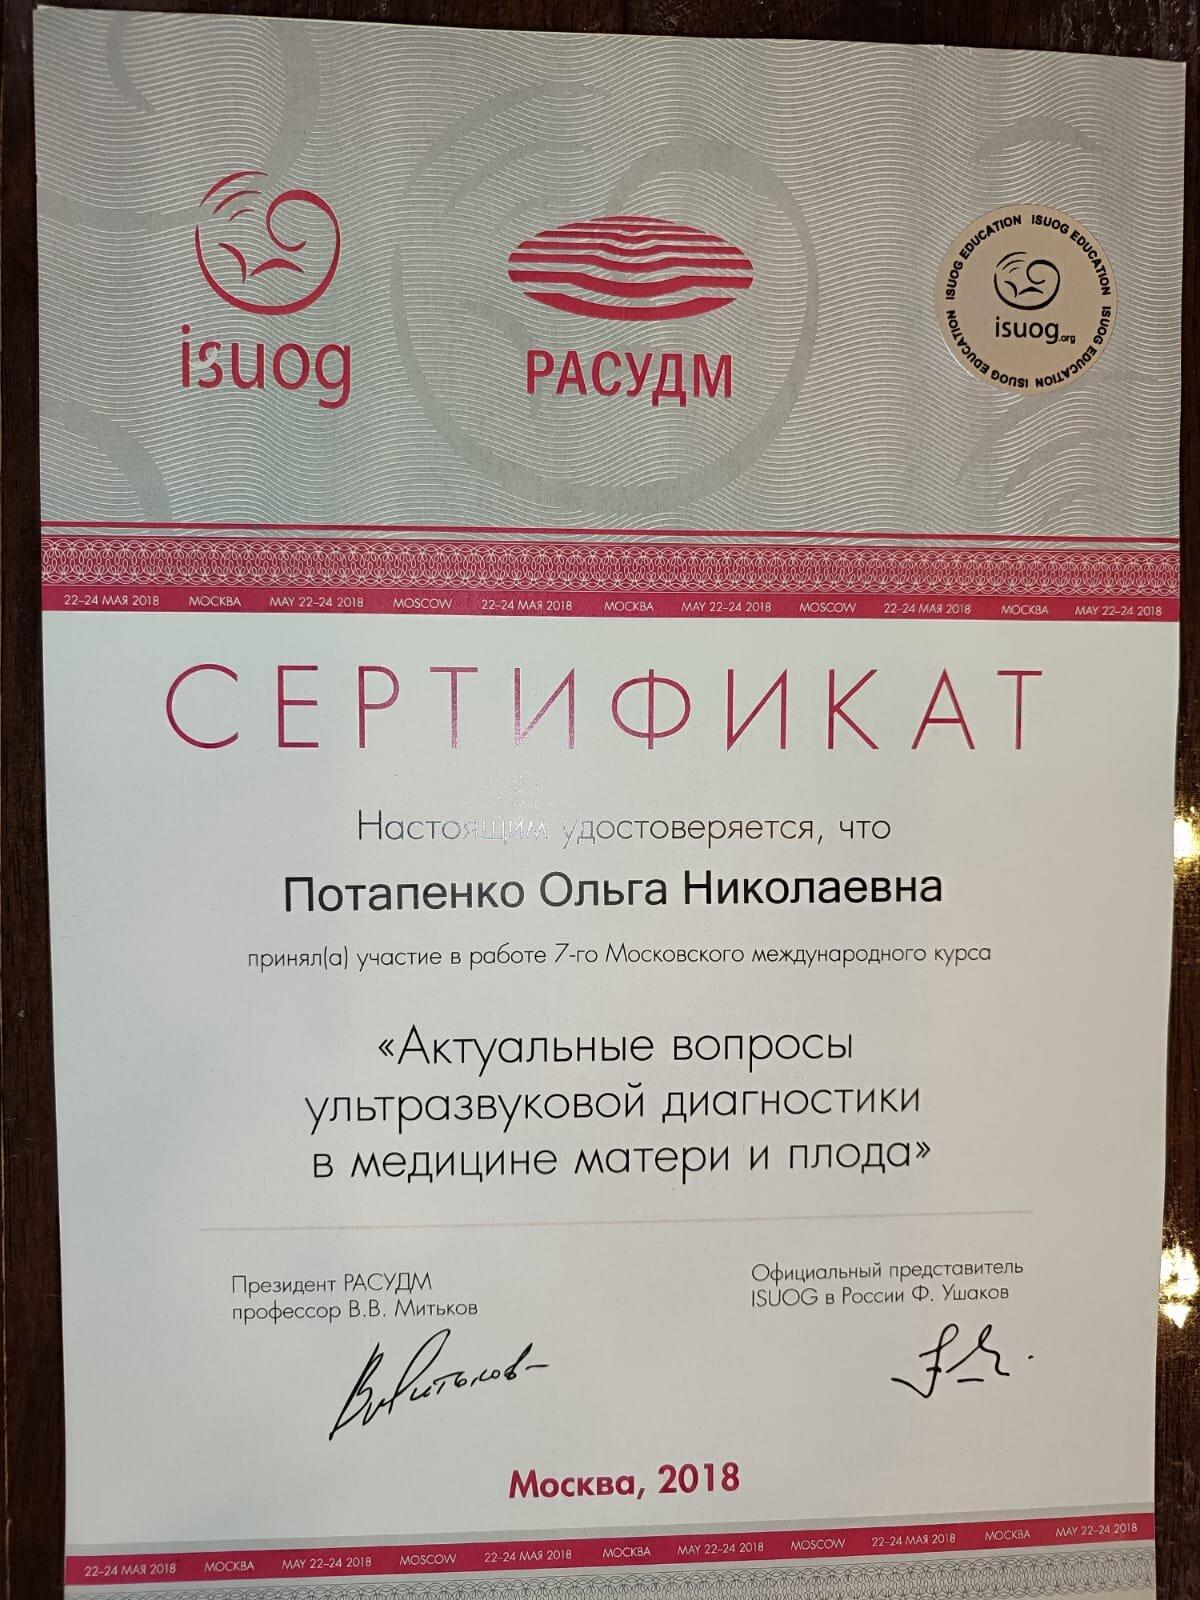 isuog
РАСУДМ
ISUOG EDUCATION ISUOG EDUCATION ISUOG EDUCATION ISUOG EDUCATION
isuog.org
22–24 МАЯ 2018 МОСКВА MAY 22–24 2018 MOSCOW 22–24 МАЯ 2018 МОСКВА MAY 22–24 2018 MOSCOW 22–24 МАЯ 2018 МОСКВА MAY 22–24 2018
СЕРТИФИКАТ
Настоящим удостоверяется, что
Потапенко Ольга Николаевна
принял(а) участие в работе 7-го Московского международного курса
«Актуальные вопросы
ультразвуковой диагностики
в медицине матери и плода»
Президент РАСУДМ
профессор В.В. Митьков
Официальный представитель
ISUOG в России Ф. Ушаков
Москва, 2018
22–24 МАЯ 2018 МОСКВА MAY 22–24 2018 MOSCOW 22–24 МАЯ 2018 МОСКВА MAY 22–24 2018 MOSCOW 22–24 МАЯ 2018 МОСКВА MAY 22–24 2018